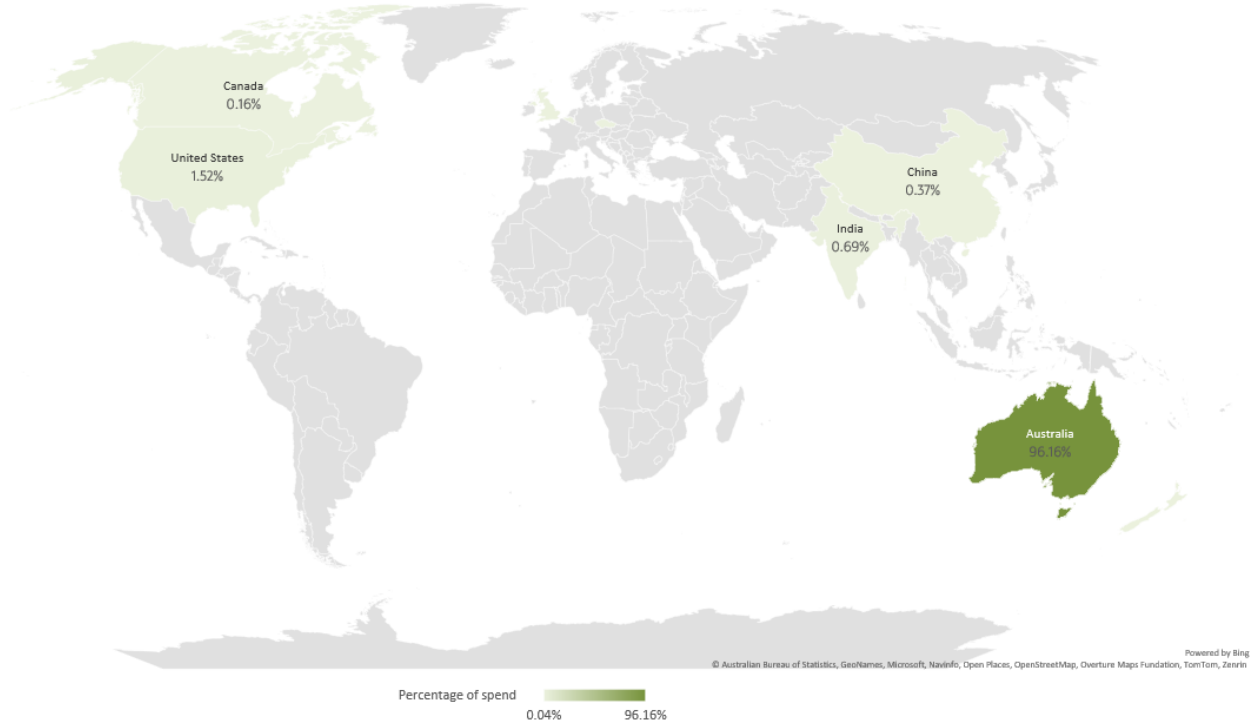 Canada
0.16%
United States
1.52%
China
0.37%
India
0.69%
Australia
96.16%
Powered by Bing
© Australian Bureau of Statistics, GeoNames, Microsoft, Navinfo, Open Places, OpenStreetMap, Overture Maps Fundation, TomTom, Zenrin
Percentage of spend
0.04% 96.16%